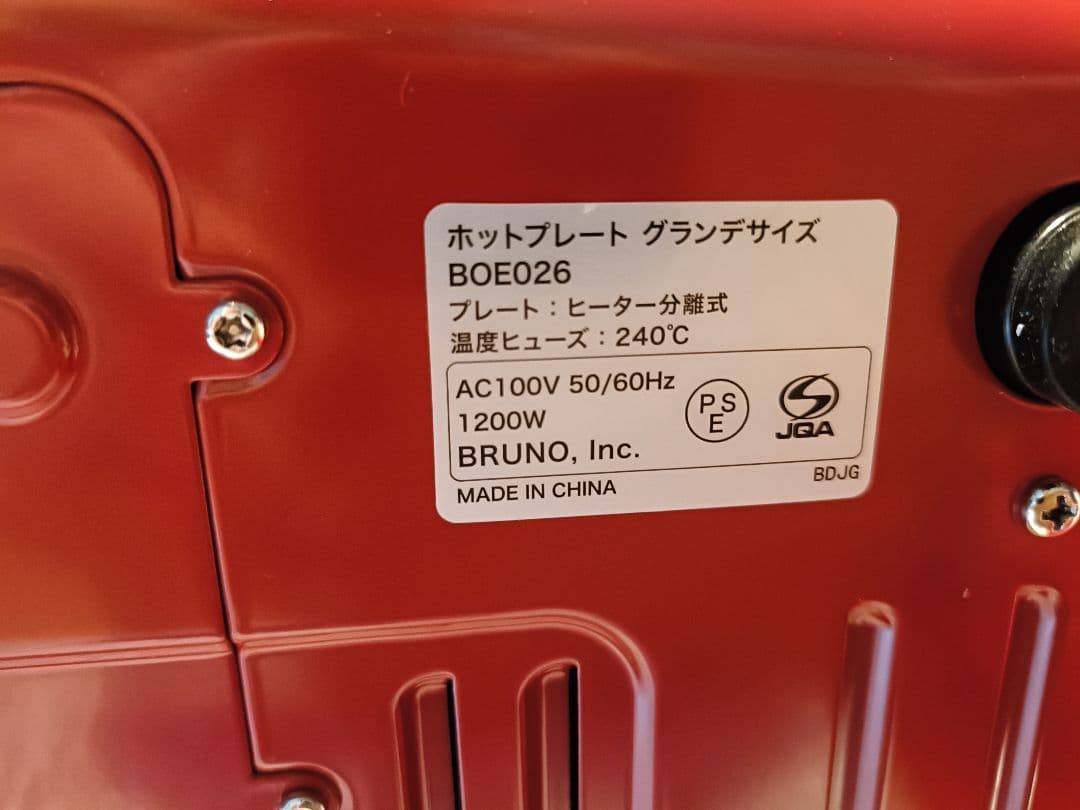 ホットプレート グランデサイズ
BOE026
プレート：ヒーター分離式
温度ヒューズ：240℃
AC100V 50/60Hz
1200W
PSE
JQA
BRUNO, Inc.
BDJG
MADE IN CHINA